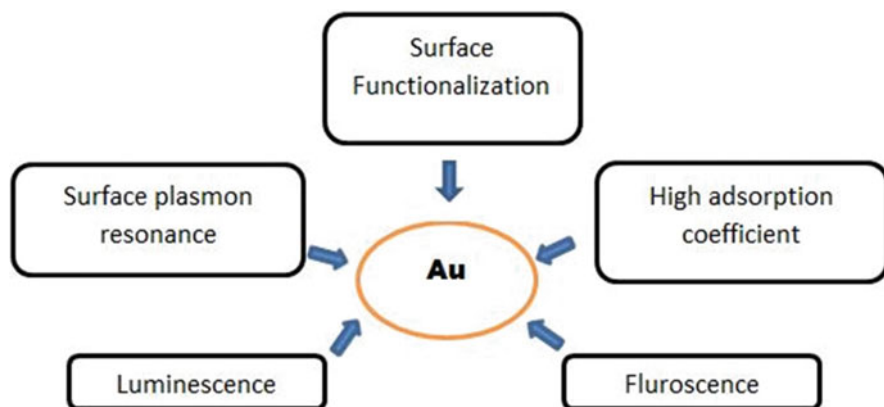 Surface
Functionalization
Surface plasmon
resonance
High adsorption
coefficient
Au
Luminescence
Fluroscence